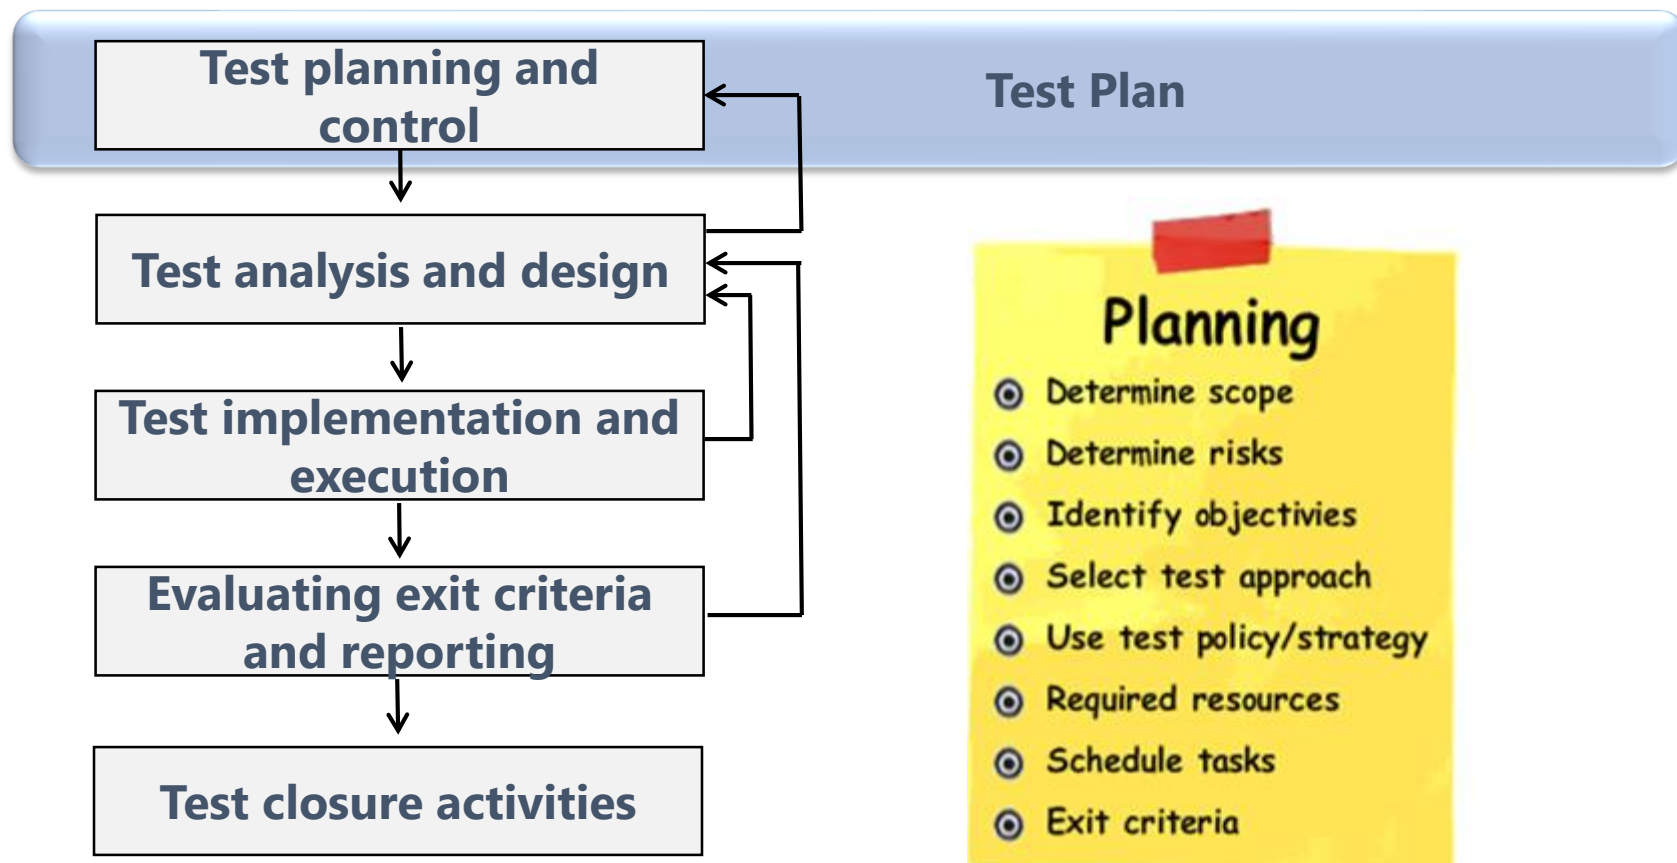 Test planning and
control
Test Plan
Test analysis and design
Test implementation and
execution
Evaluating exit criteria
and reporting
Test closure activities
Planning
Determine scope
Determine risks
Identify objectivies
Select test approach
Use test policy/strategy
Required resources
Schedule tasks
Exit criteria